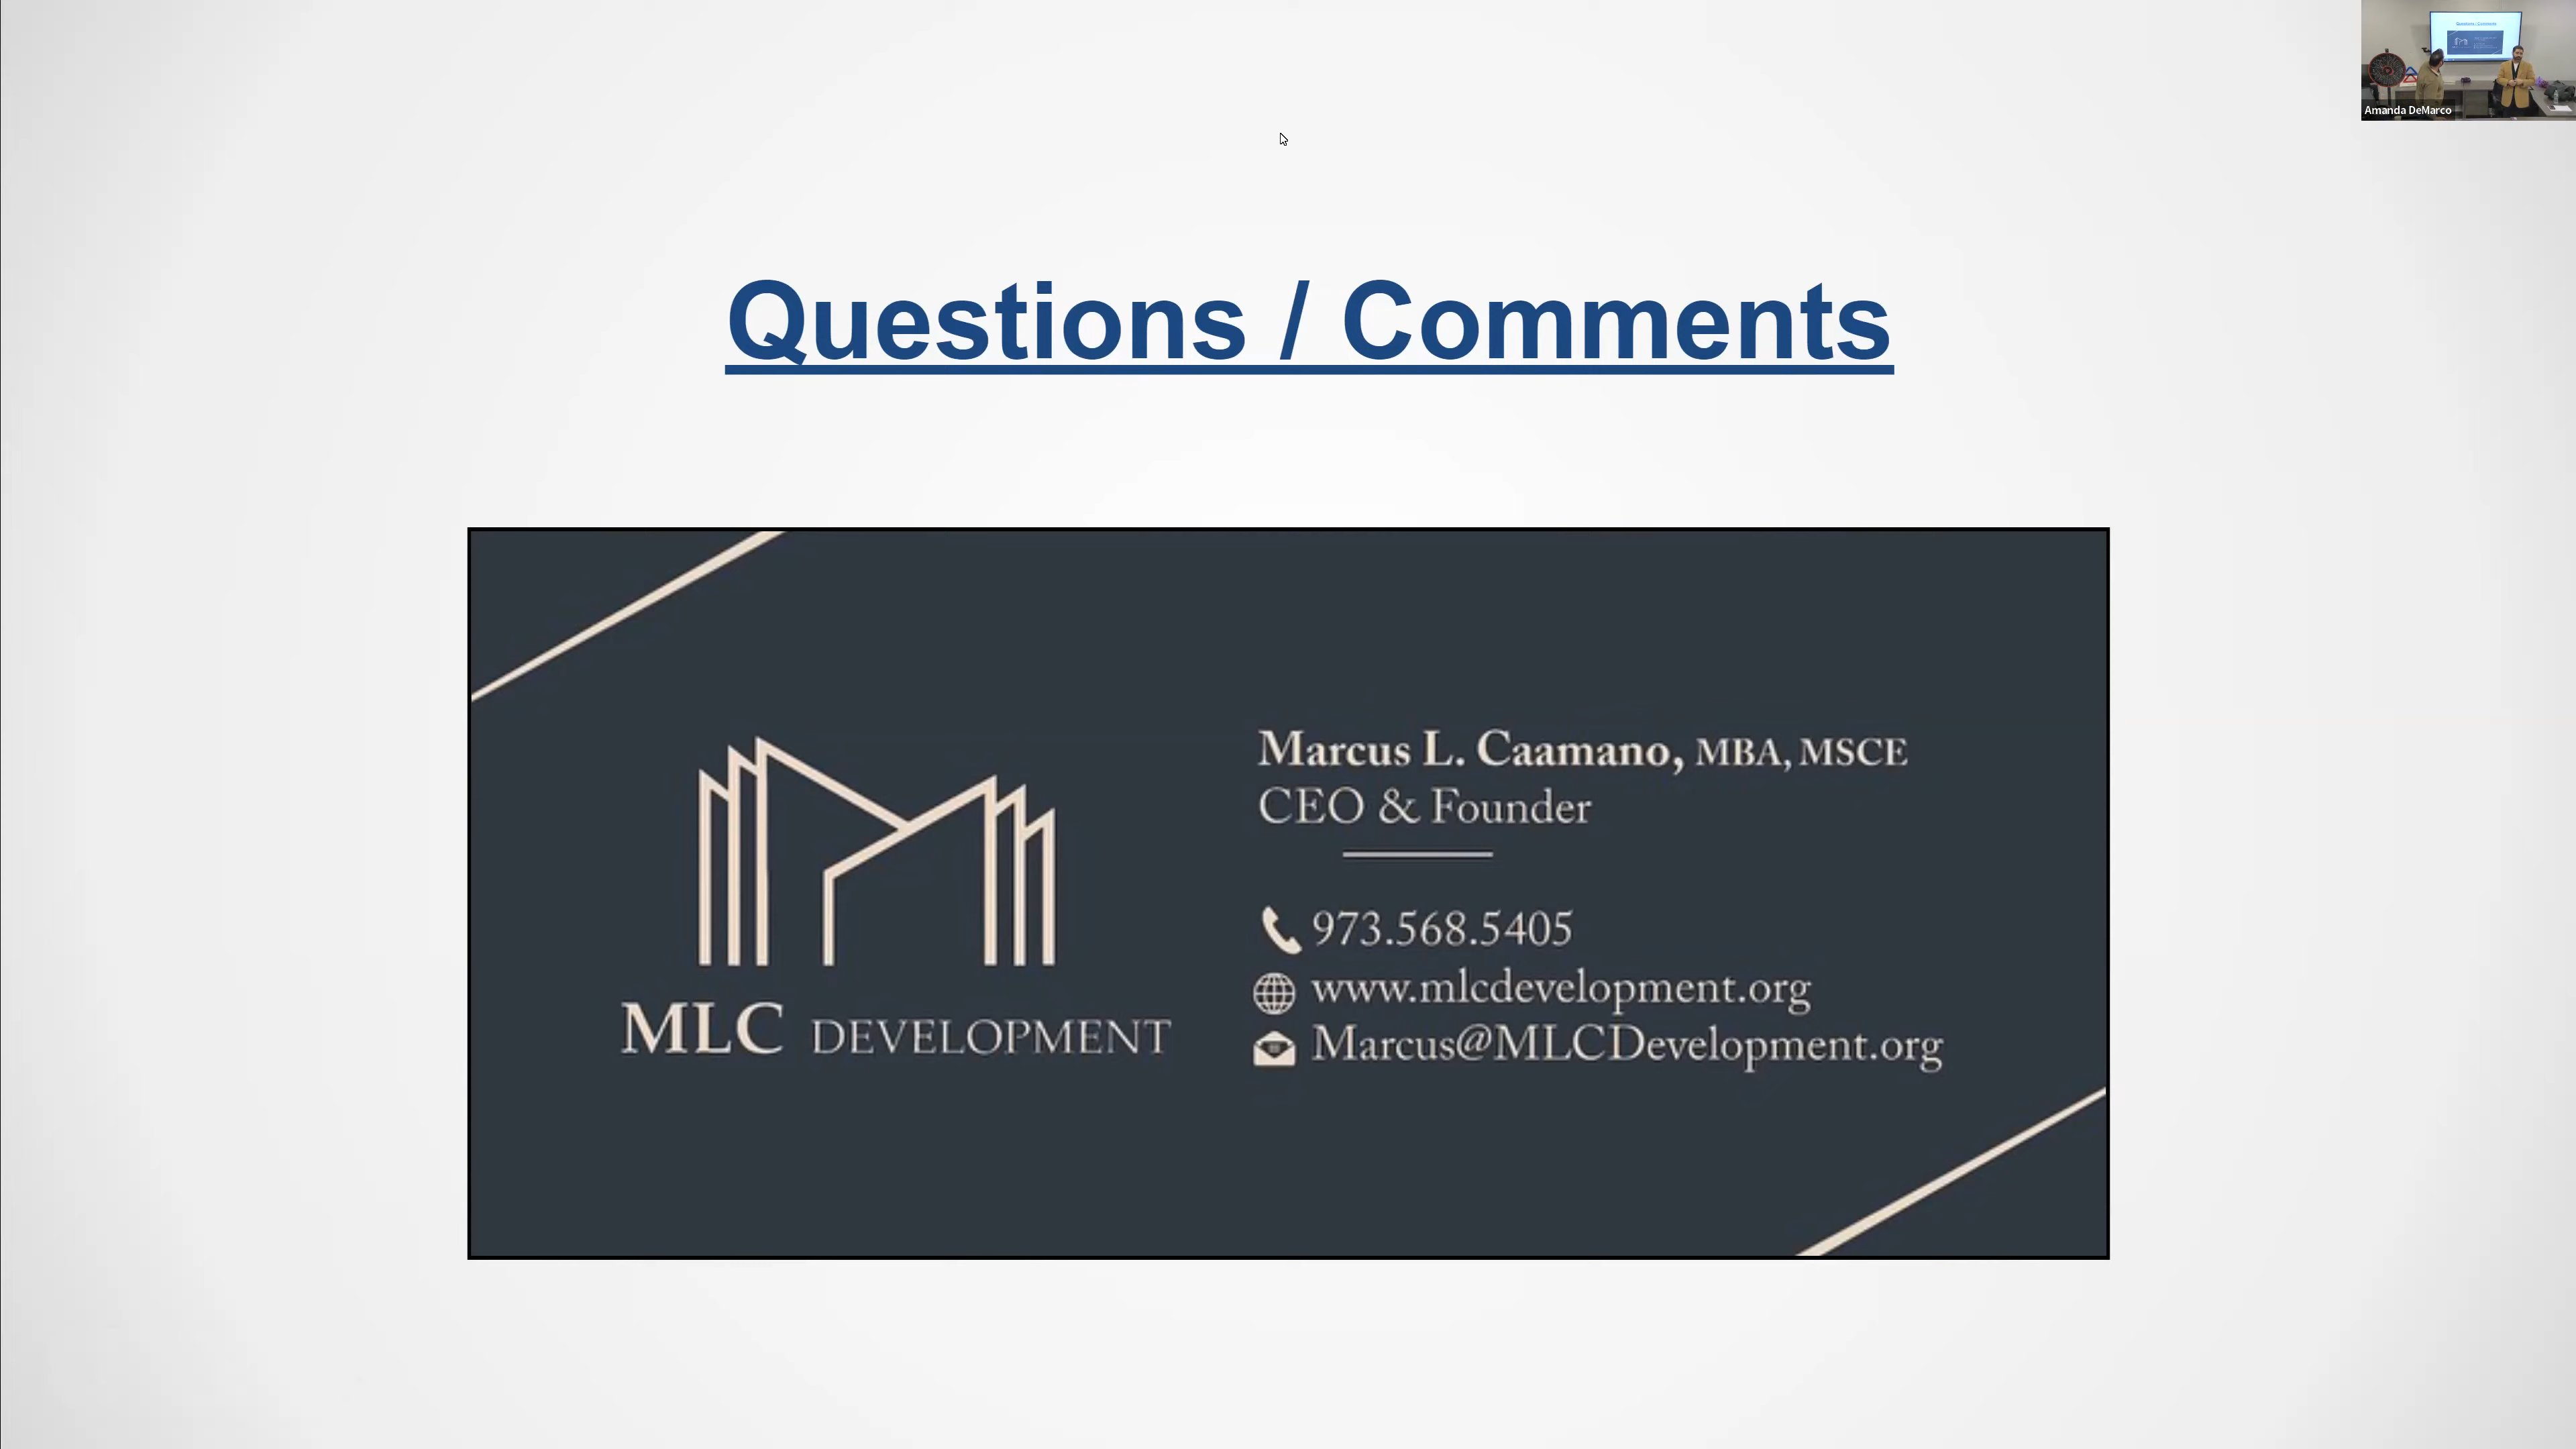 Amanda DeMarco
Questions / Comments
Marcus L. Caamano, MBA, MSCE
CEO & Founder
973.568.5405
www.mlcdevelopment.org
Marcus@MLCDevelopment.org
MLC DEVELOPMENT